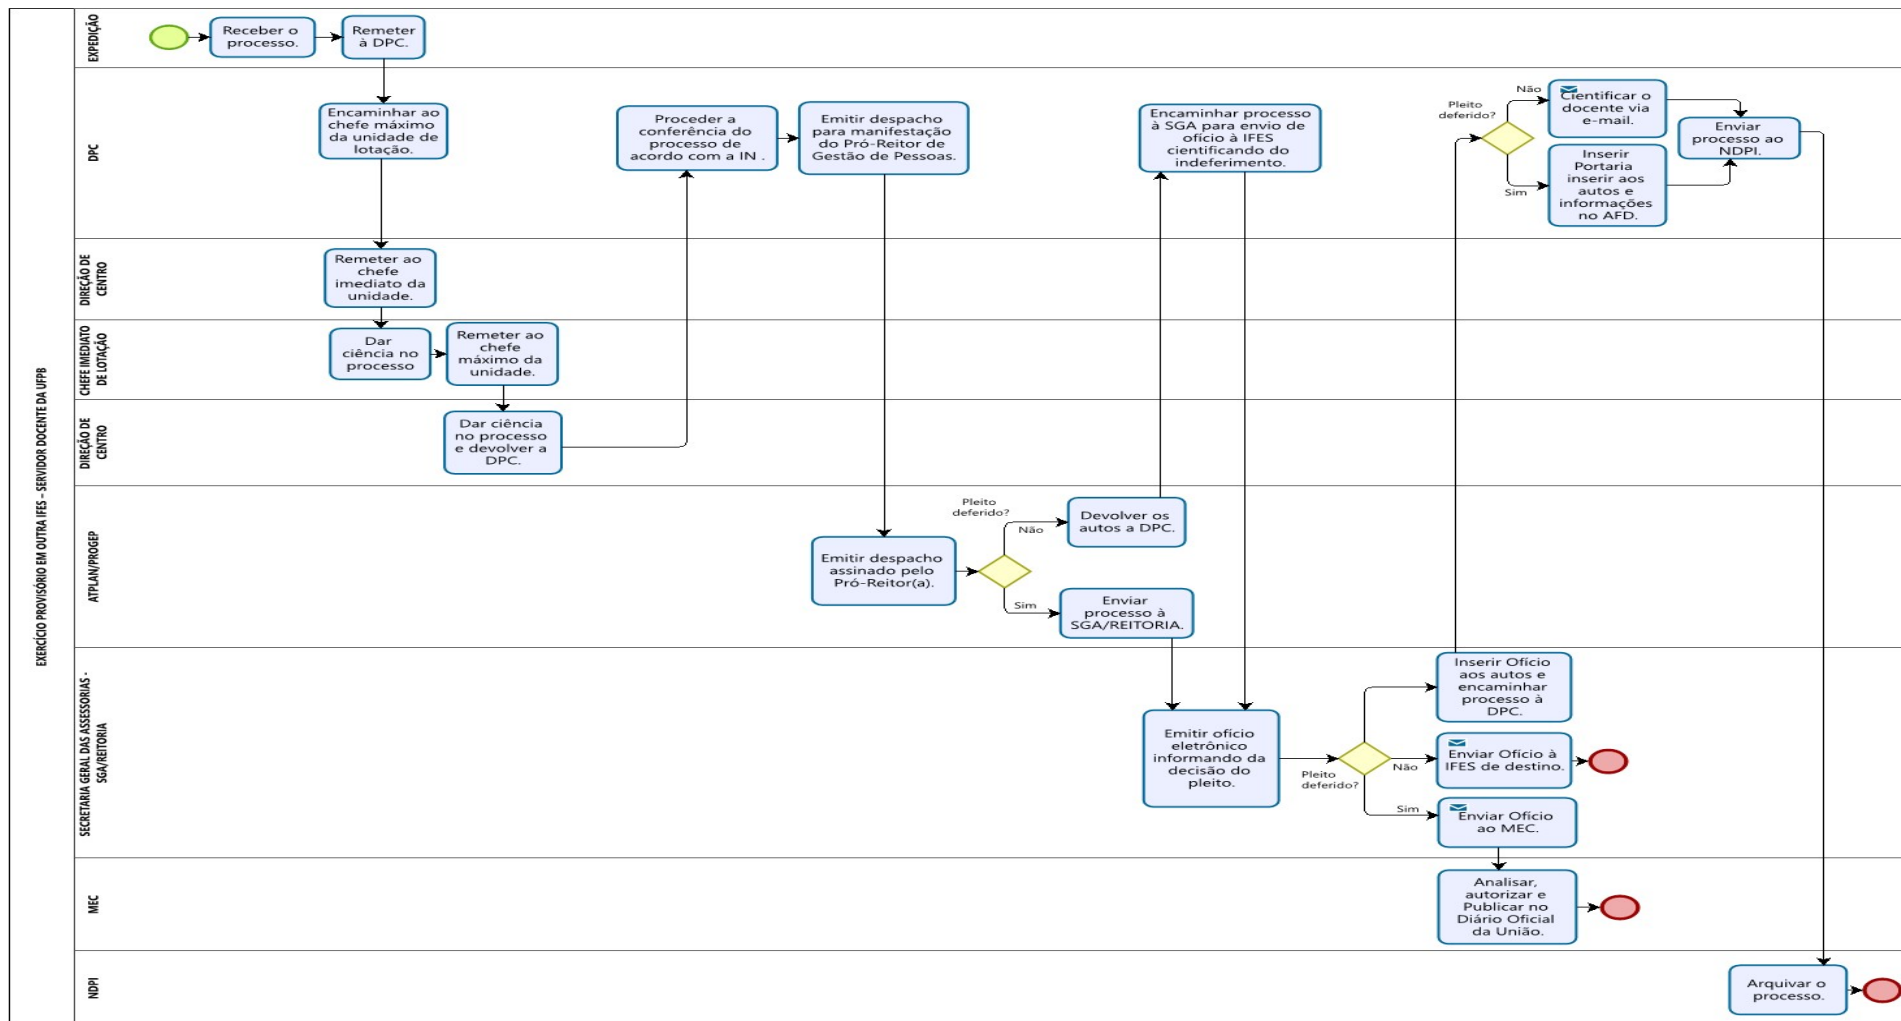 EXERCÍCIO PROVISÓRIO EM OUTRA IFES – SERVIDOR DOCENTE DA UFPB
EXPEDIÇÃO
Receber o
processo.
Remeter
à DPC.
DPC
Encaminhar ao
chefe máximo
da unidade de
lotação.
Proceder a
conferência do
processo de
acordo com a IN .
Emitir despacho
para manifestação
do Pró-Reitor de
Gestão de Pessoas.
Encaminhar processo
à SGA para envio de
ofício à IFES
cientificando do
indeferimento.
Pleito
deferido?
Não
Sim
Cientificar o
docente via
e-mail.
Inserir
Portaria
inserir aos
autos e
informações
no AFD.
Enviar
processo ao
NDPI.
DIREÇÃO DE
CENTRO
Remeter ao
chefe
imediato da
unidade.
CHEFE IMEDIATO
DE LOTAÇÃO
Dar
ciência no
processo
Remeter ao
chefe
máximo da
unidade.
DIREÇÃO DE
CENTRO
Dar ciência
no processo
e devolver a
DPC.
ATPLAN/PROGEP
Emitir despacho
assinado pelo
Pró-Reitor(a).
Pleito
deferido?
Não
Sim
Devolver os
autos a DPC.
Enviar
processo à
SGA/REITORIA.
SECRETARIA GERAL DAS ASSESSORIAS -
SGA/REITORIA
Emitir ofício
eletrônico
informando da
decisão do
pleito.
Pleito
deferido?
Não
Sim
Inserir Ofício
aos autos e
encaminhar
processo à
DPC.
Enviar Ofício à
IFES de destino.
Enviar Ofício
ao MEC.
MEC
Analisar,
autorizar e
Publicar no
Diário Oficial
da União.
NDPI
Arquivar o
processo.